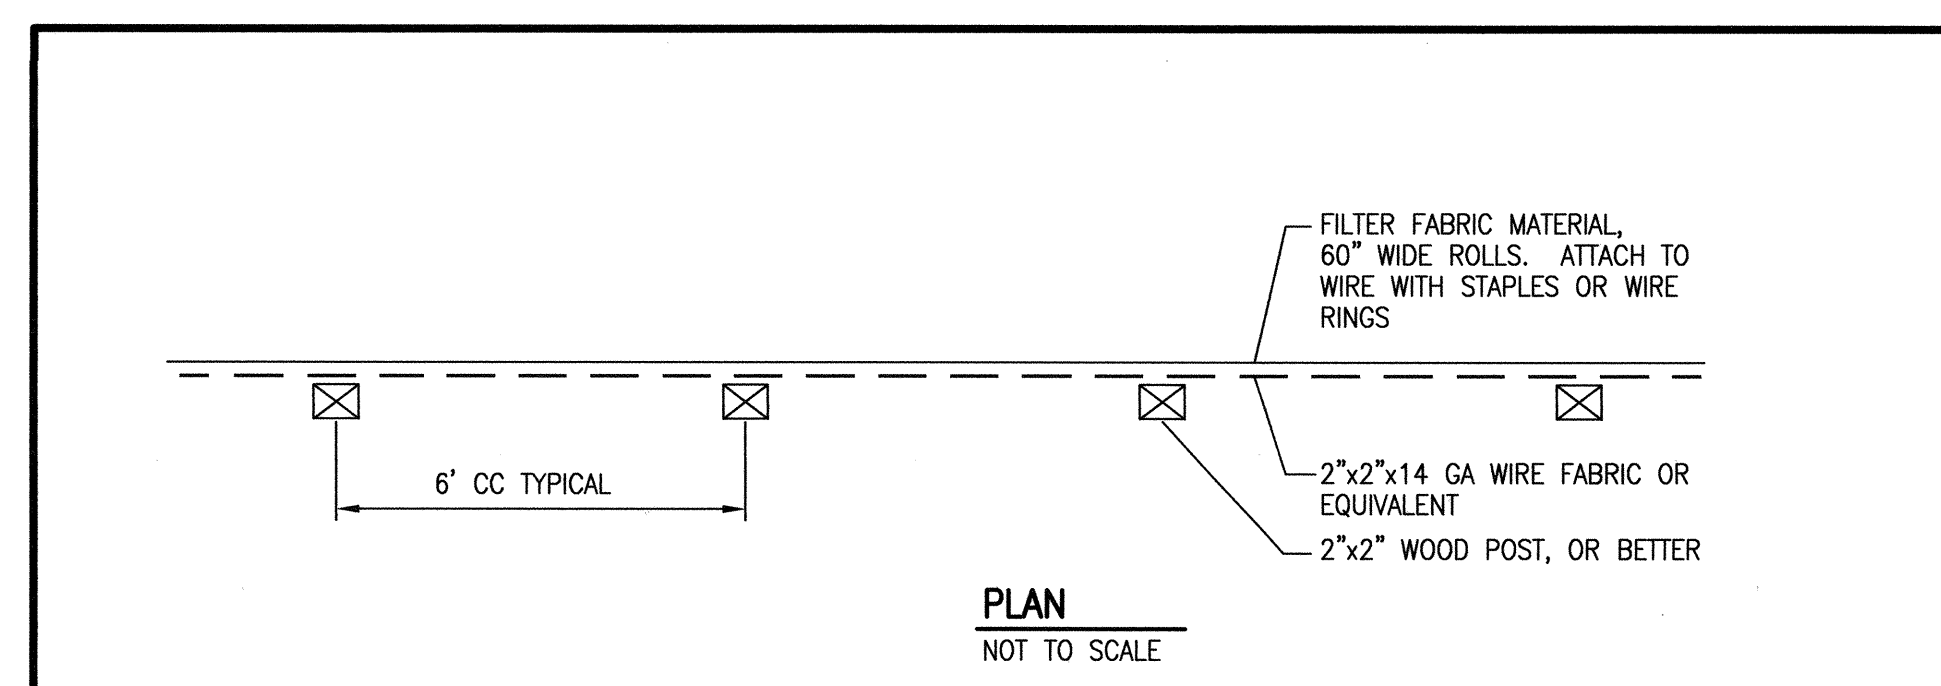 FILTER FABRIC MATERIAL,
60" WIDE ROLLS. ATTACH TO
WIRE WITH STAPLES OR WIRE
RINGS
6' CC TYPICAL
2"x2"x14 GA WIRE FABRIC OR
EQUIVALENT
2"x2" WOOD POST, OR BETTER
PLAN
NOT TO SCALE